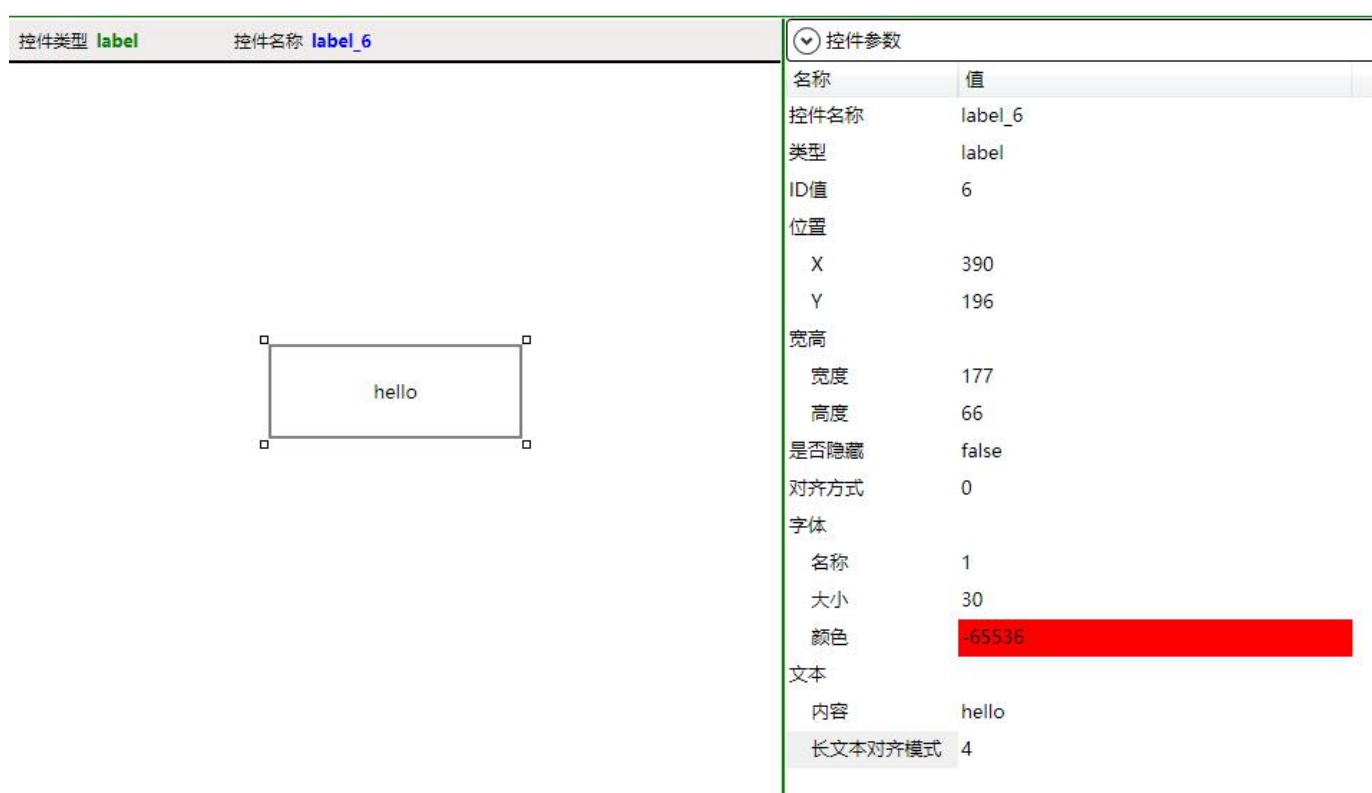 控件类型 label 控件名称 label_6
hello
控件参数
名称 值
控件名称 label_6
类型 label
ID值 6
位置
X 390
Y 196
宽高
宽度 177
高度 66
是否隐藏 false
对齐方式 0
字体
名称 1
大小 30
颜色 -65536
文本
内容 hello
长文本对齐模式 4